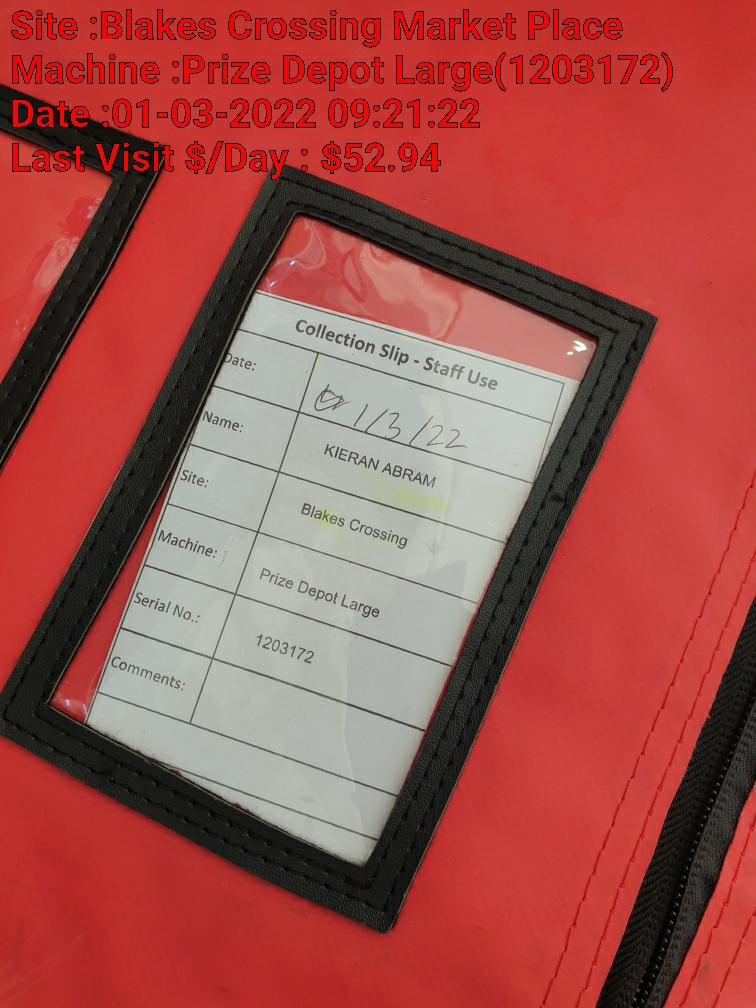 Site :Blakes Crossing Market Place
Machine :Prize Depot Large(1203172)
Date :01-03-2022 09:21:22
Last Visit $/Day : $52.94
Collection Slip - Staff Use
Date: 1/3/22
Name: KIERAN ABRAM
Site: Blakes Crossing
Machine: Prize Depot Large
Serial No.: 1203172
Comments: